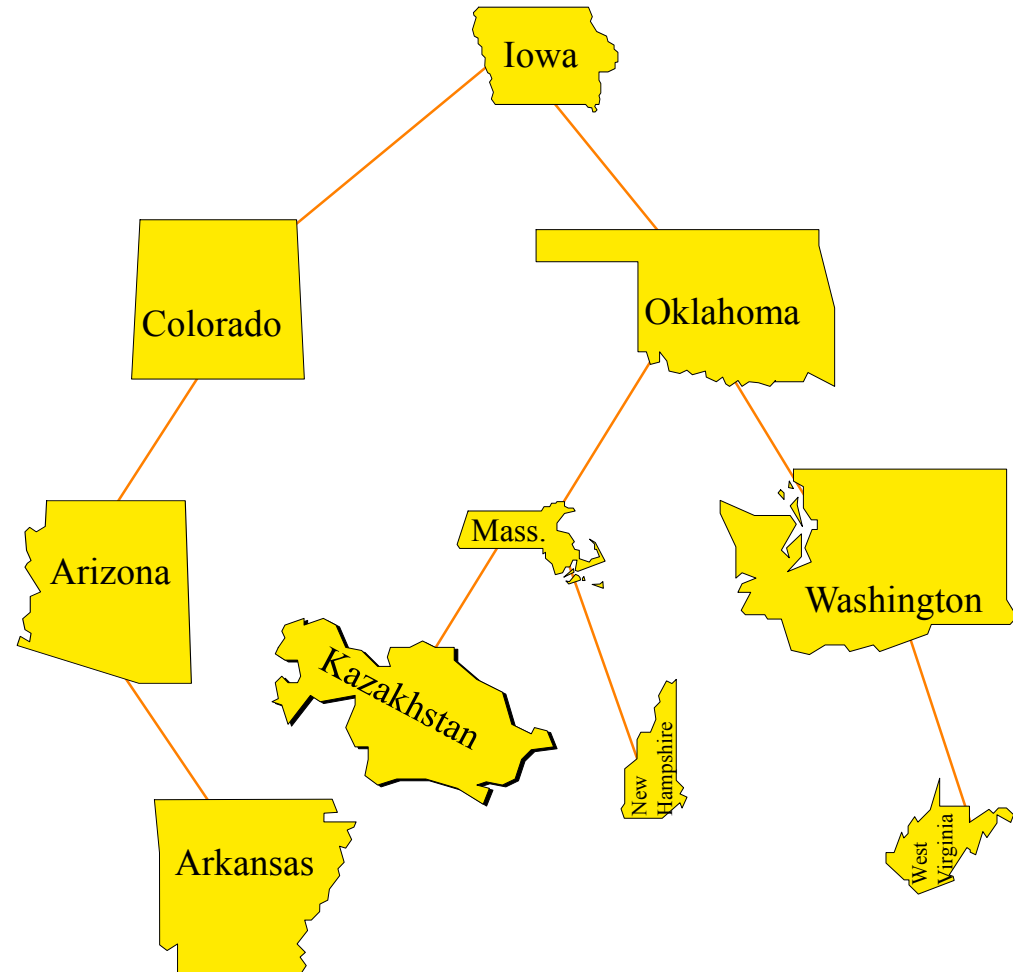 Iowa
Colorado
Oklahoma
Mass.
Arizona
Washington
Kazakhstan
New
Hampshire
West
Virginia
Arkansas